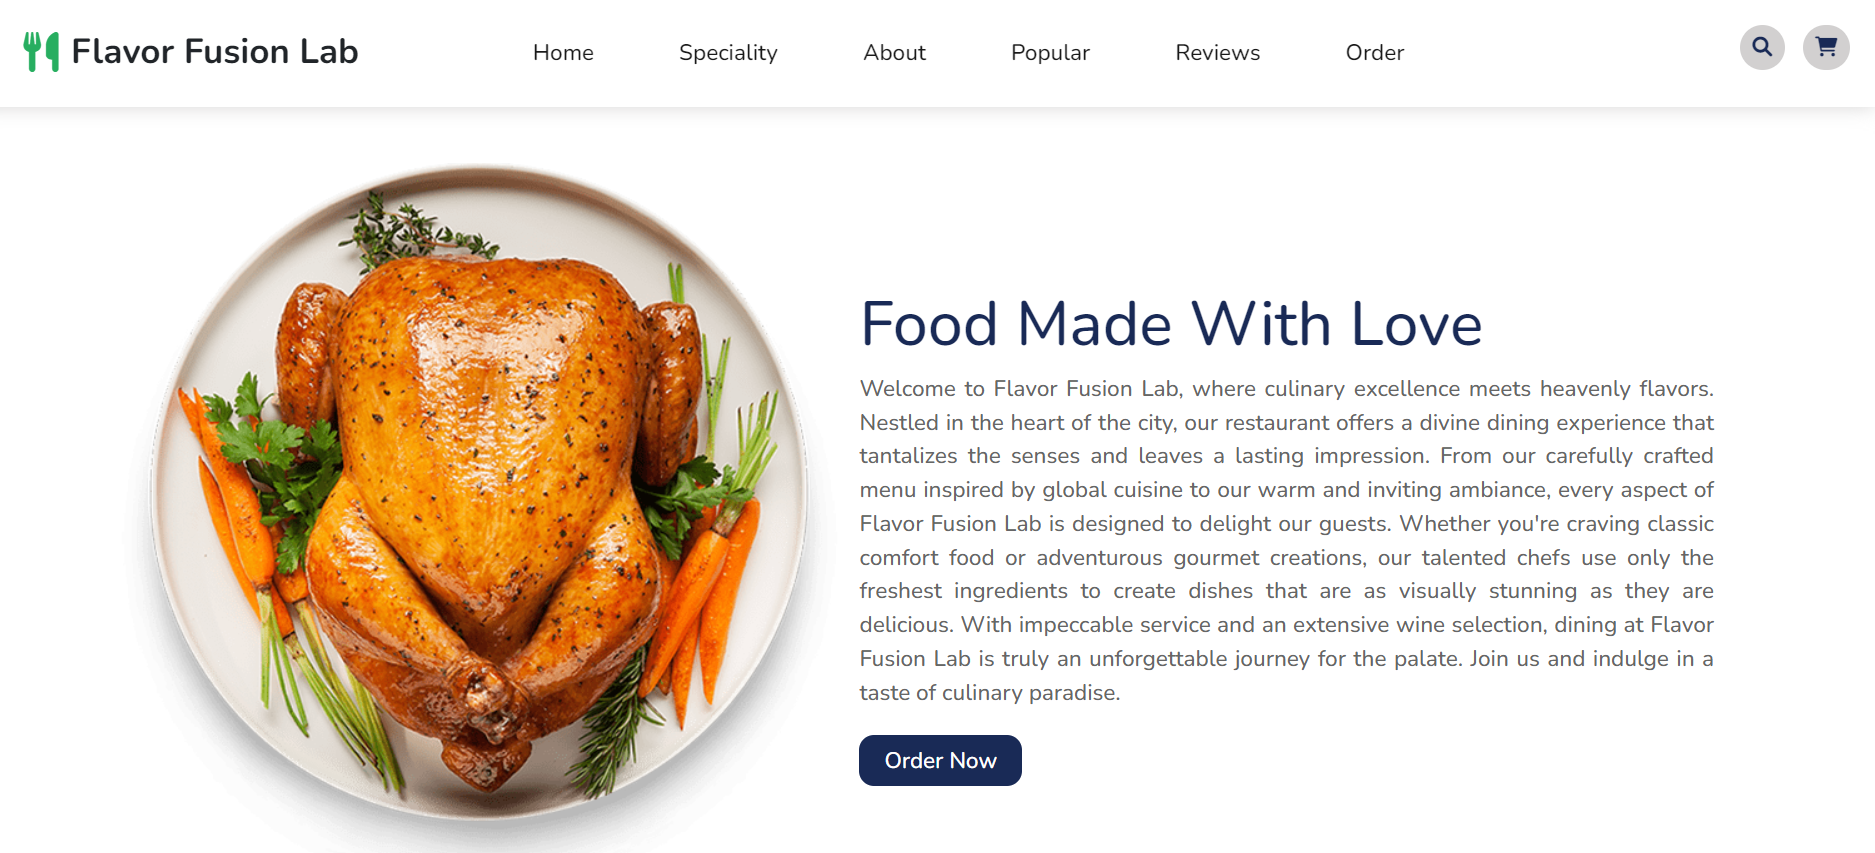 Flavor Fusion Lab
Home Speciality About Popular Reviews Order
Food Made With Love
Welcome to Flavor Fusion Lab, where culinary excellence meets heavenly flavors.
Nestled in the heart of the city, our restaurant offers a divine dining experience that
tantalizes the senses and leaves a lasting impression. From our carefully crafted
menu inspired by global cuisine to our warm and inviting ambiance, every aspect of
Flavor Fusion Lab is designed to delight our guests. Whether you're craving classic
comfort food or adventurous gourmet creations, our talented chefs use only the
freshest ingredients to create dishes that are as visually stunning as they are
delicious. With impeccable service and an extensive wine selection, dining at Flavor
Fusion Lab is truly an unforgettable journey for the palate. Join us and indulge in a
taste of culinary paradise.
Order Now